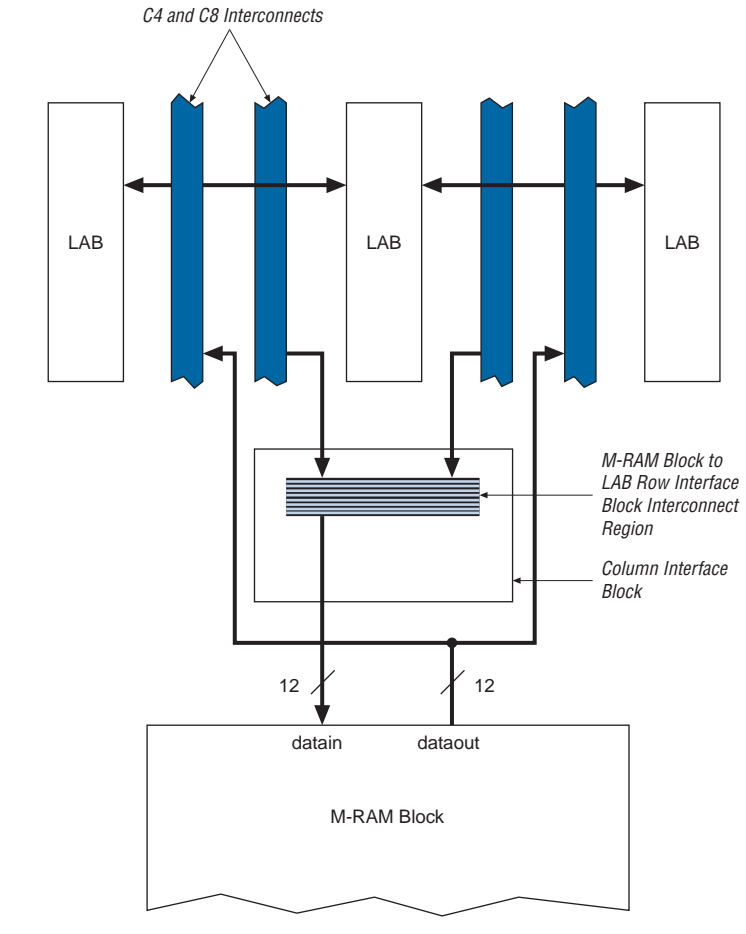 C4 and C8 Interconnects
LAB
LAB
LAB
M-RAM Block to
LAB Row Interface
Block Interconnect
Region
Column Interface
Block
12
12
datain
dataout
M-RAM Block